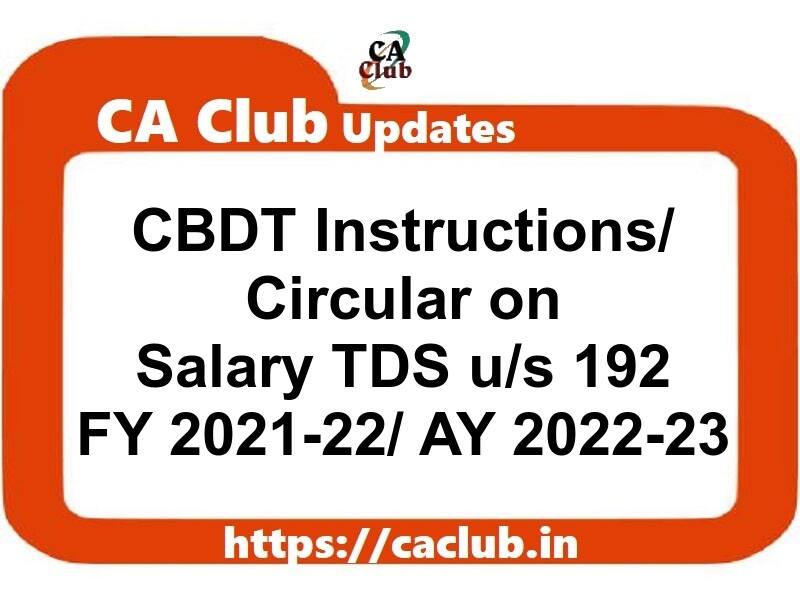 CA
Club
CA Club Updates
CBDT Instructions/
Circular on
Salary TDS u/s 192
FY 2021-22/ AY 2022-23
https://caclub.in